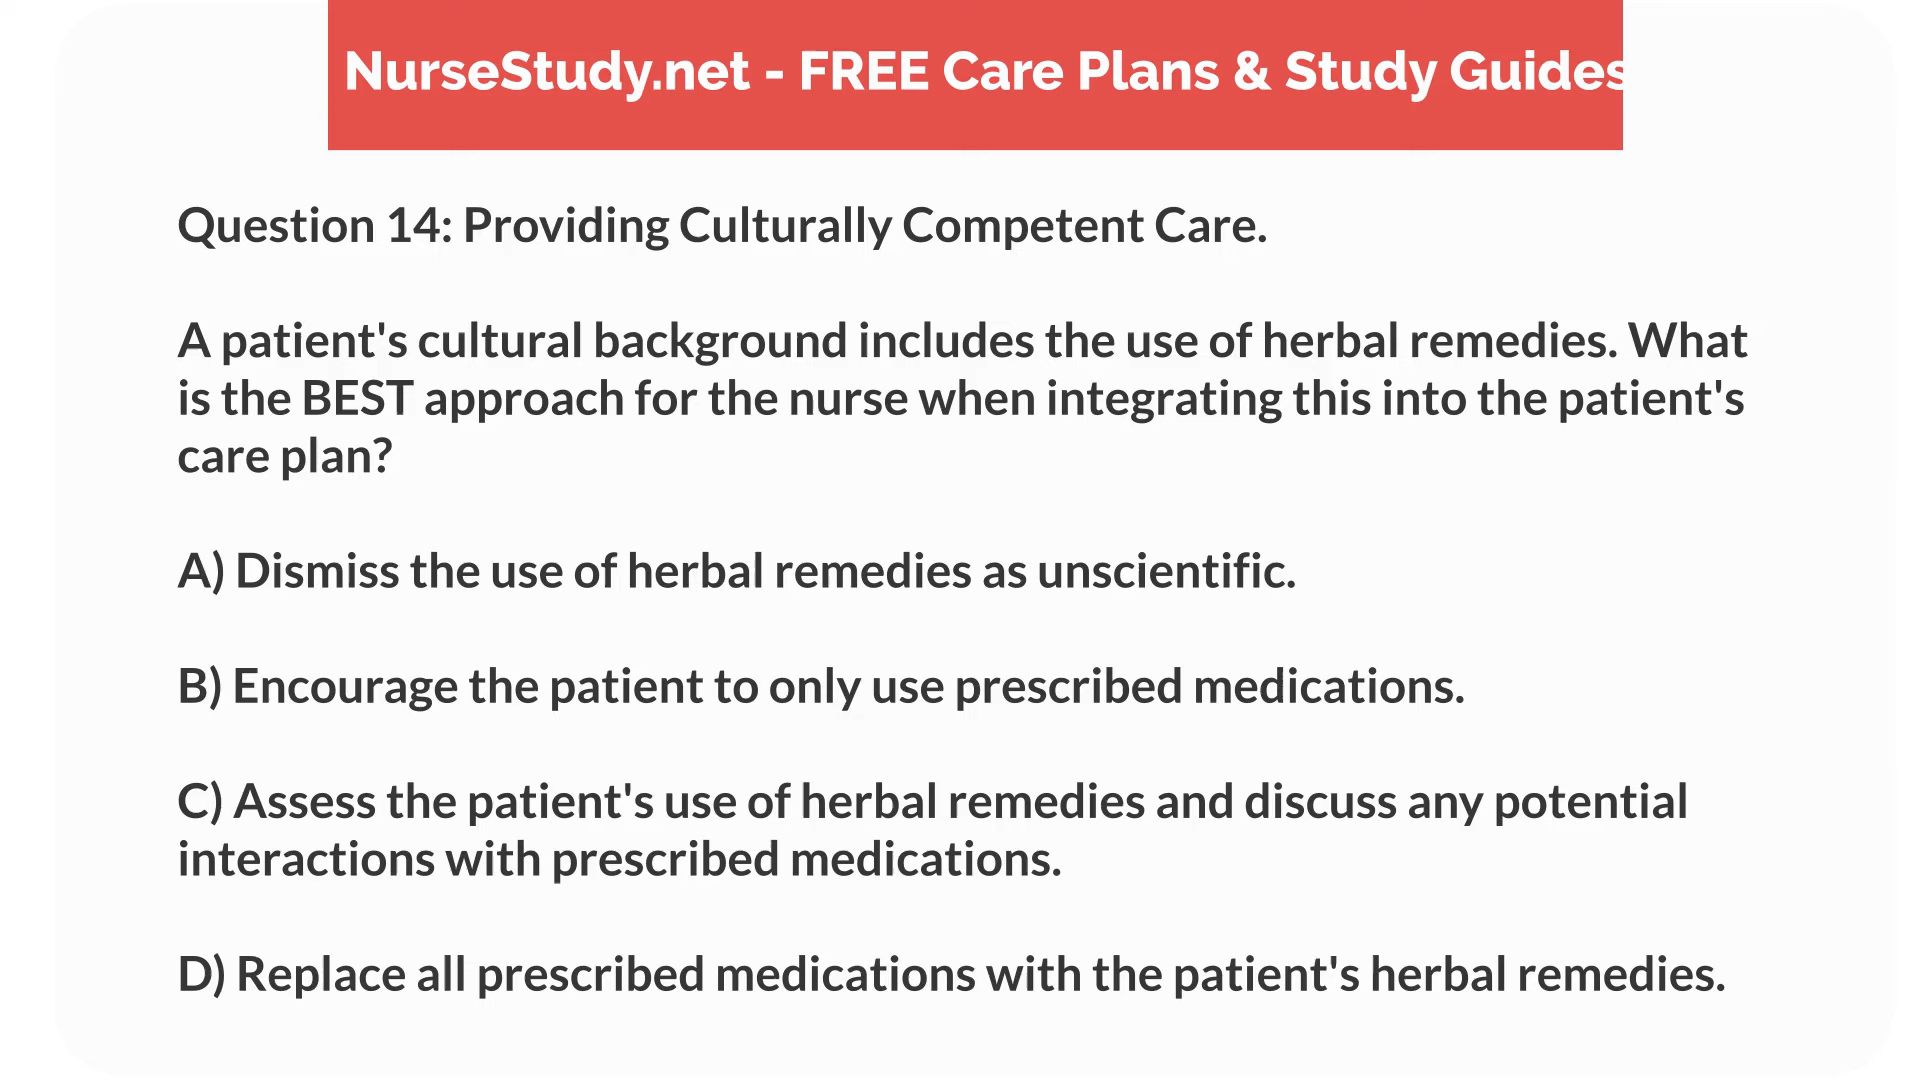 NurseStudy.net - FREE Care Plans & Study Guides
Question 14: Providing Culturally Competent Care.
A patient's cultural background includes the use of herbal remedies. What
is the BEST approach for the nurse when integrating this into the patient's
care plan?
A) Dismiss the use of herbal remedies as unscientific.
B) Encourage the patient to only use prescribed medications.
C) Assess the patient's use of herbal remedies and discuss any potential
interactions with prescribed medications.
D) Replace all prescribed medications with the patient's herbal remedies.